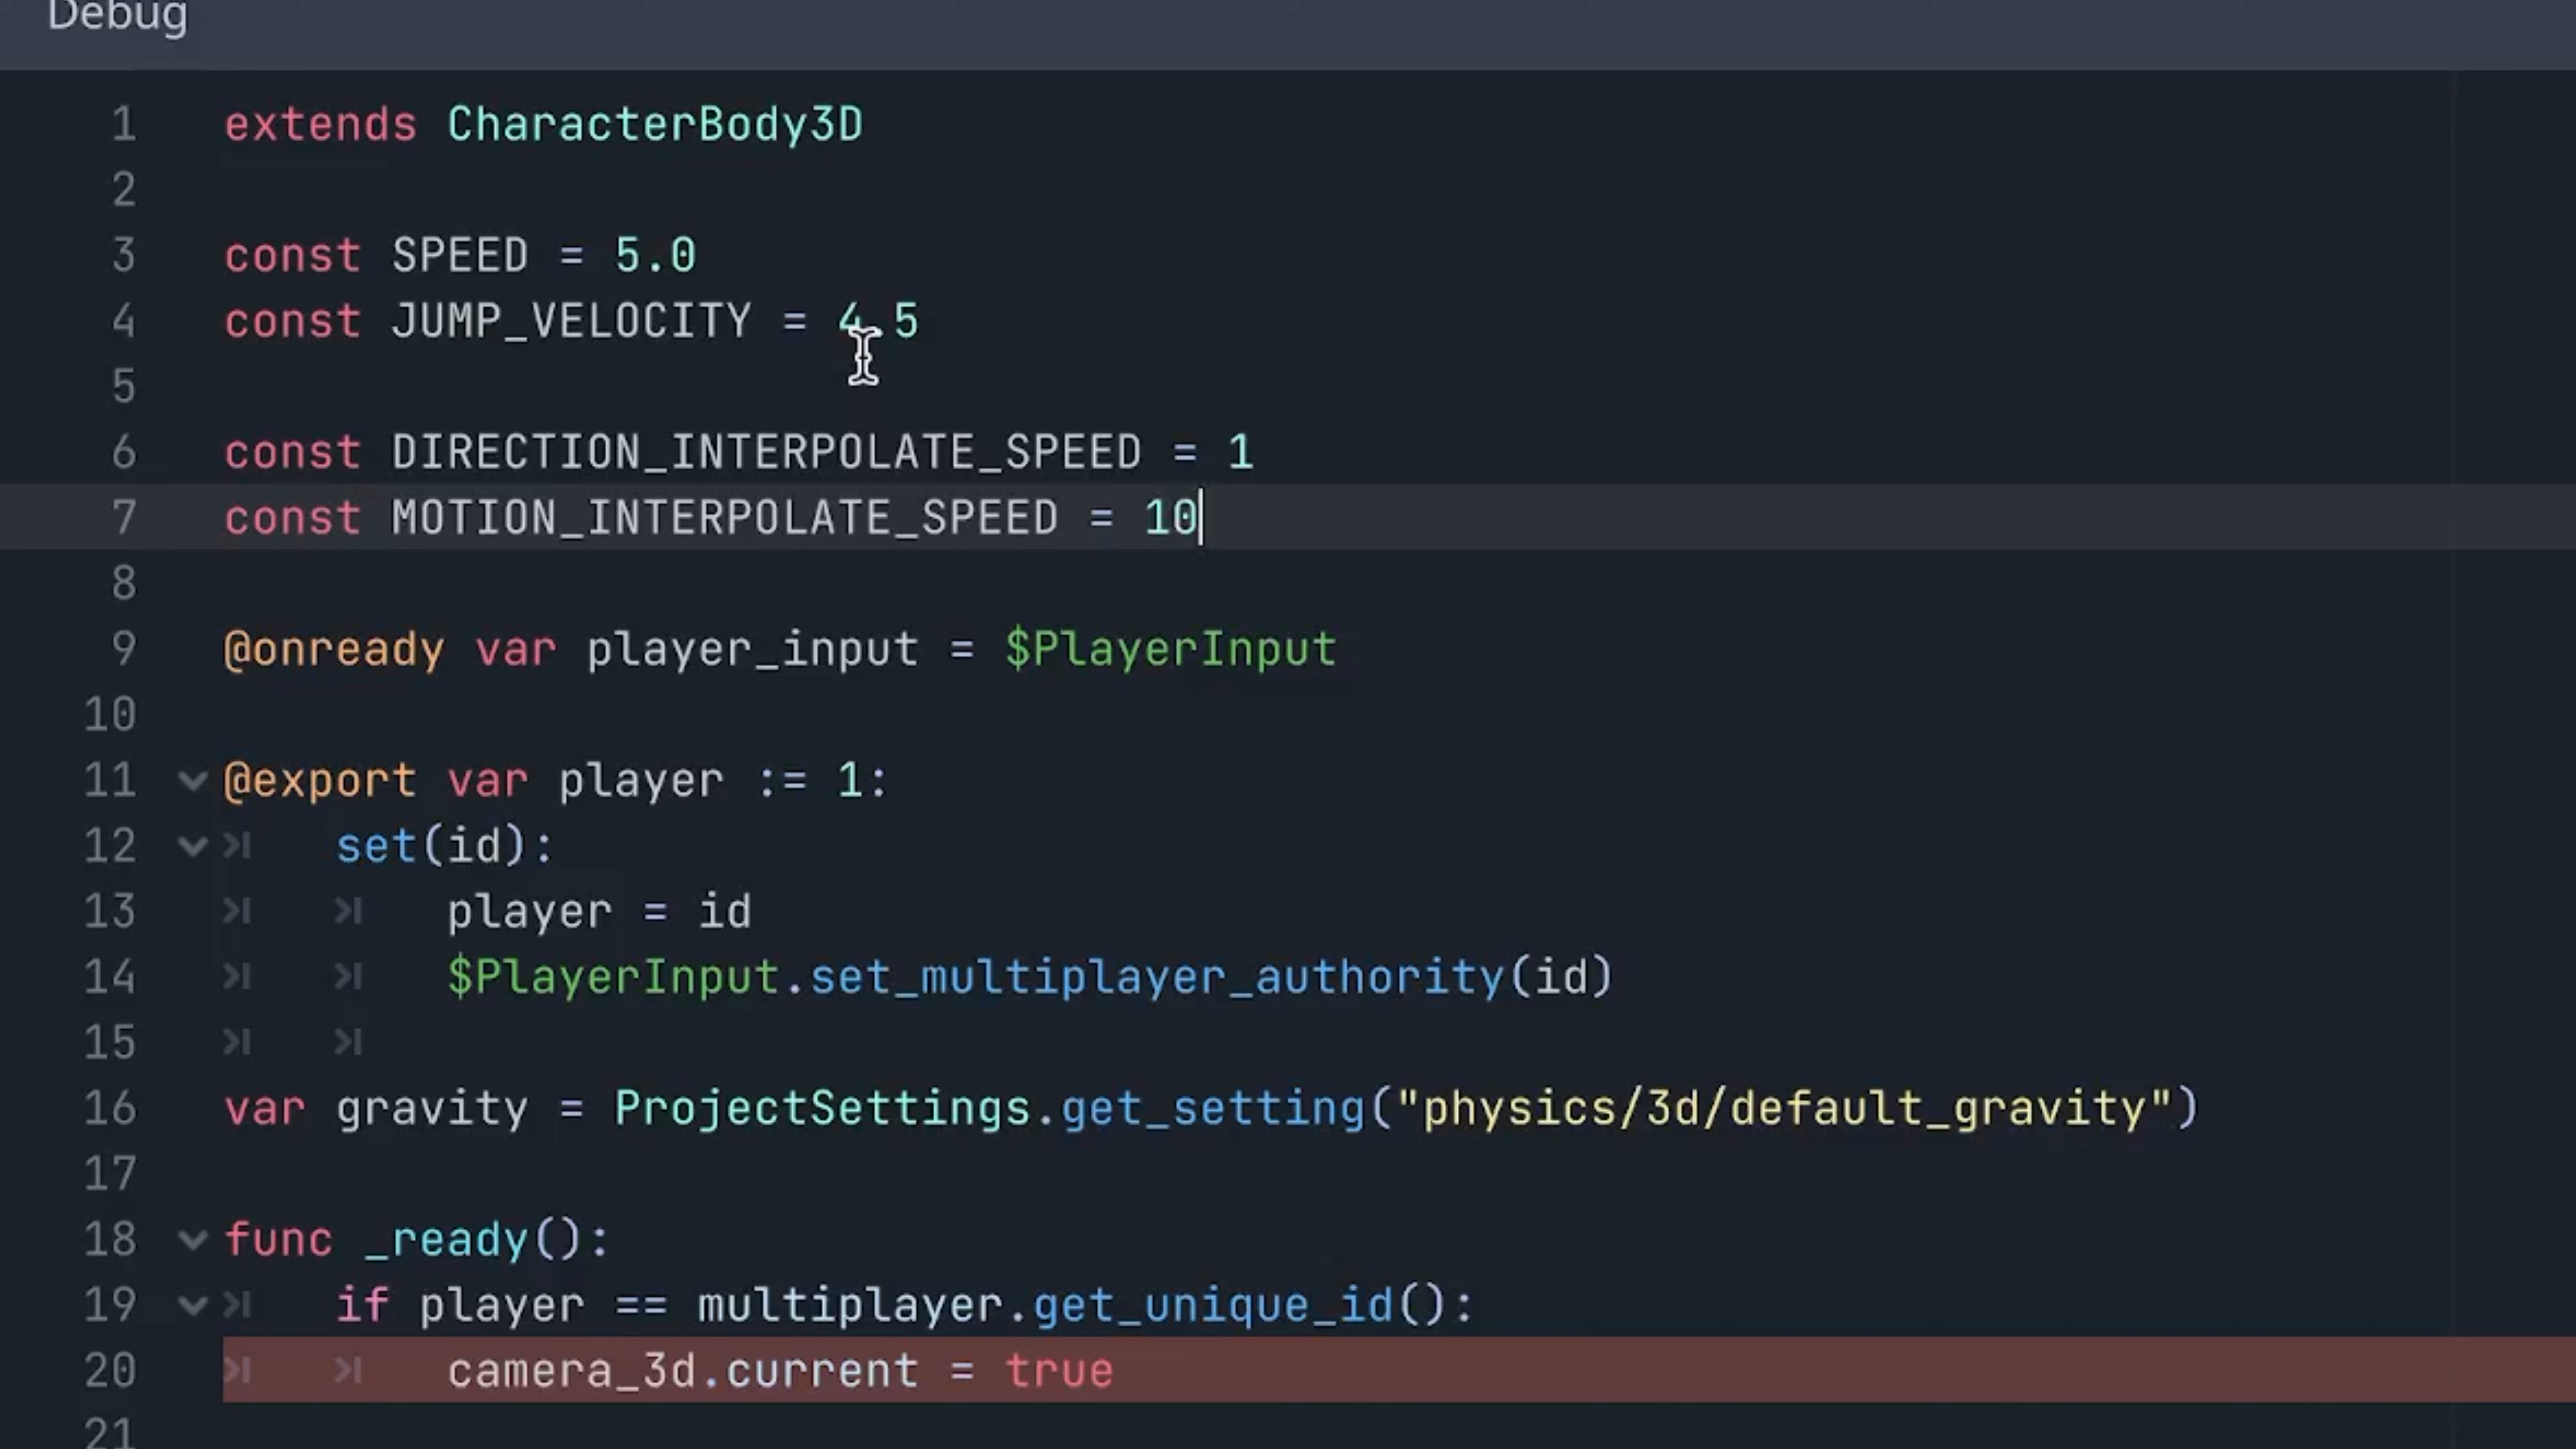 Debug
1 extends CharacterBody3D
2
3 const SPEED = 5.0
4 const JUMP_VELOCITY = 4.5
5
6 const DIRECTION_INTERPOLATE_SPEED = 1
7 const MOTION_INTERPOLATE_SPEED = 10
8
9 @onready var player_input = $PlayerInput
10
11 @export var player := 1:
12 set(id):
13 player = id
14 $PlayerInput.set_multiplayer_authority(id)
15
16 var gravity = ProjectSettings.get_setting("physics/3d/default_gravity")
17
18 func _ready():
19 if player == multiplayer.get_unique_id():
20 camera_3d.current = true
21